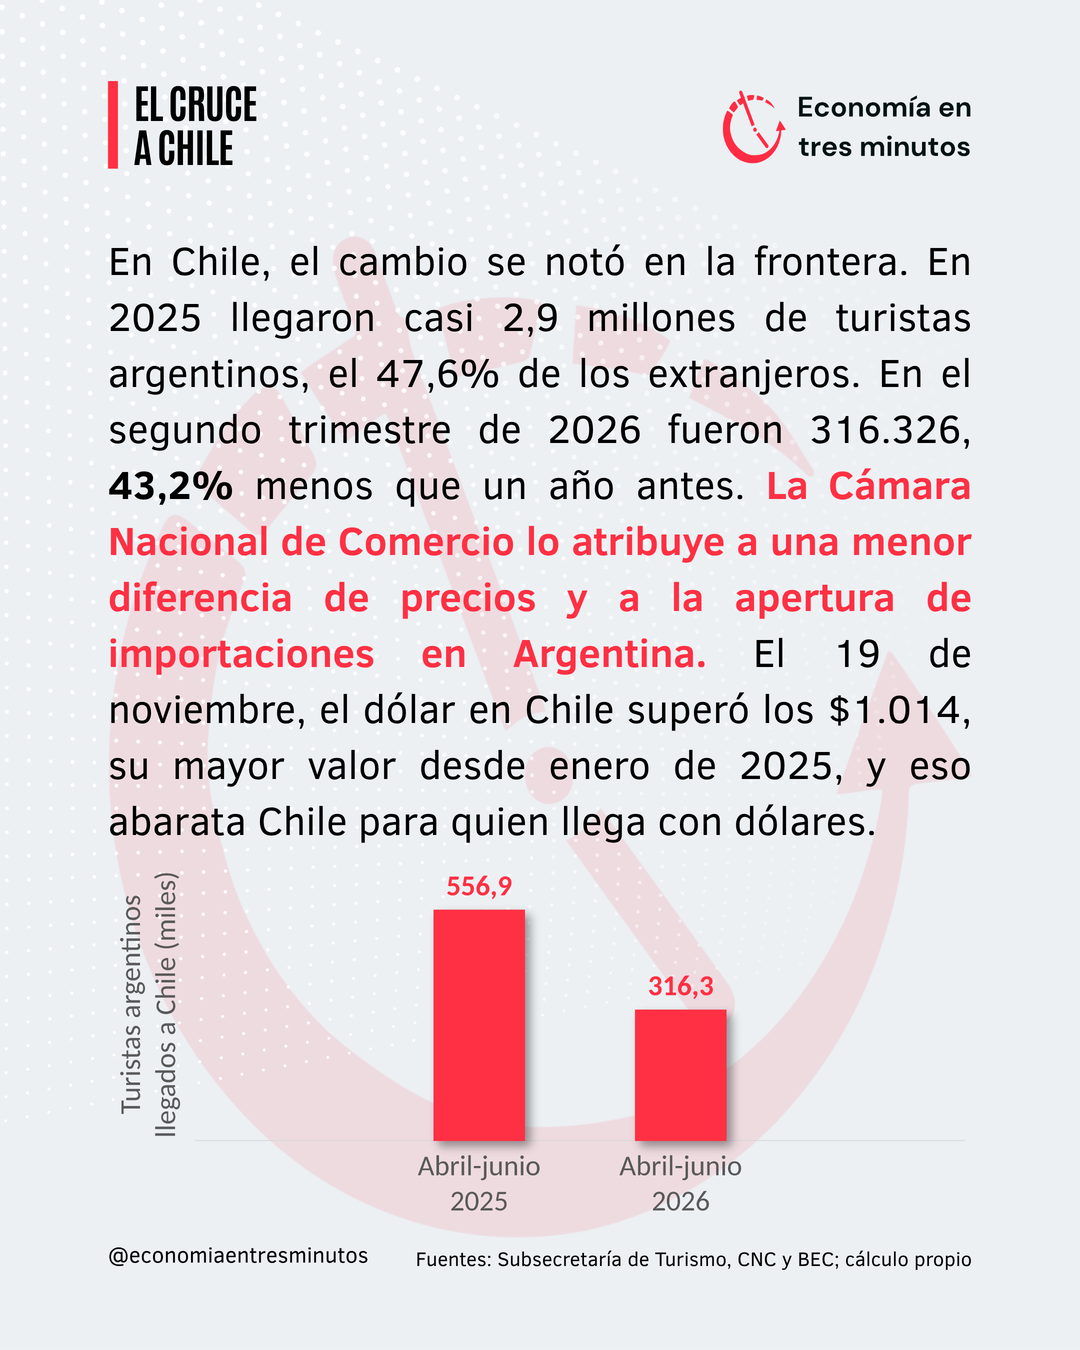 EL CRUCE
A CHILE
Economía en
tres minutos
En Chile, el cambio se notó en la frontera. En
2025 llegaron casi 2,9 millones de turistas
argentinos, el 47,6% de los extranjeros. En el
segundo trimestre de 2026 fueron 316.326,
43,2% menos que un año antes. La Cámara
Nacional de Comercio lo atribuye a una menor
diferencia de precios y a la apertura de
importaciones en Argentina. El 19 de
noviembre, el dólar en Chile superó los $1.014,
su mayor valor desde enero de 2025, y eso
abarata Chile para quien llega con dólares.
Turistas argentinos
llegados a Chile (miles)
556,9
316,3
Abril-junio
2025
Abril-junio
2026
@economiaentresminutos
Fuentes: Subsecretaría de Turismo, CNC y BEC; cálculo propio